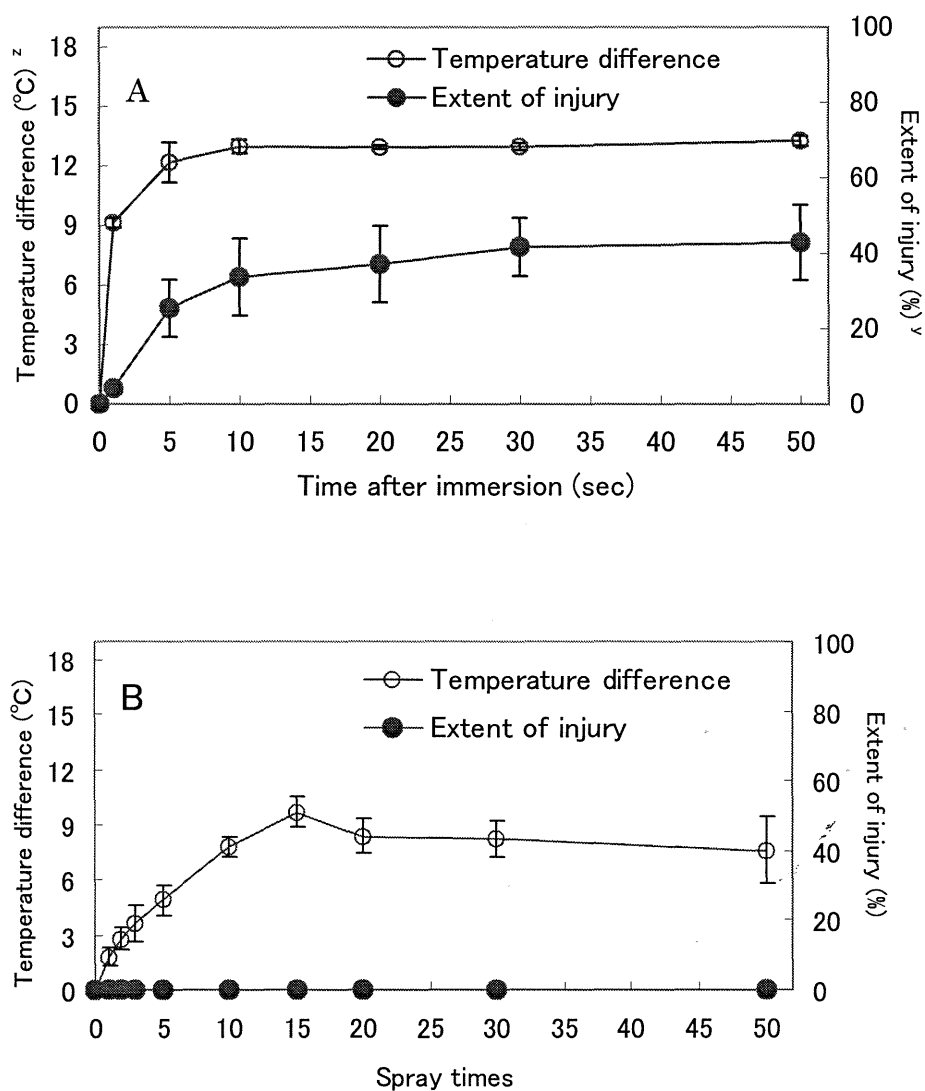 A
Temperature difference
Extent of injury
Temperature difference (°C) z
Extent of injury (%) y
18
15
12
9
6
3
0
100
80
60
40
20
0
0 5 10 15 20 25 30 35 40 45 50
Time after immersion (sec)
B
Temperature difference
Extent of injury
Temperature difference (°C)
Extent of injury (%)
18
15
12
9
6
3
0
100
80
60
40
20
0
0 5 10 15 20 25 30 35 40 45 50
Spray times